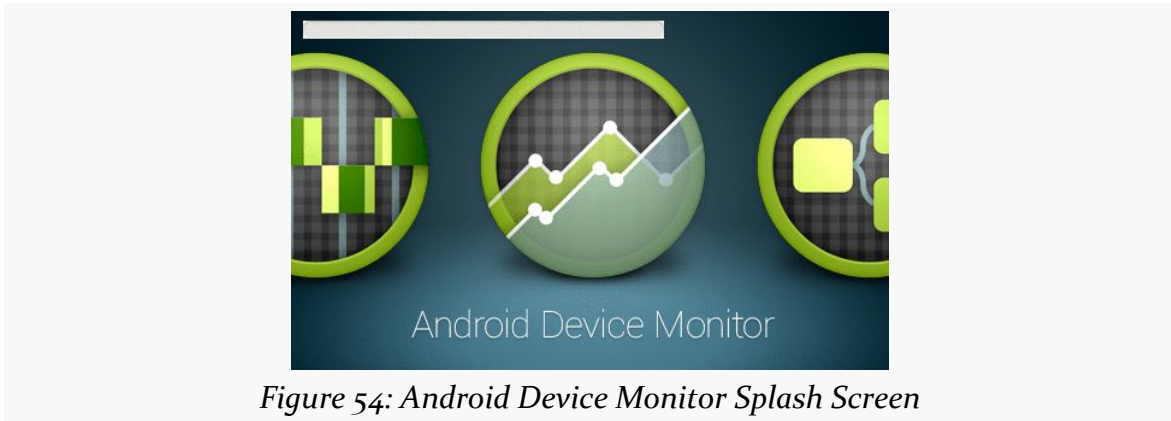 Android Device Monitor
Figure 54: Android Device Monitor Splash Screen